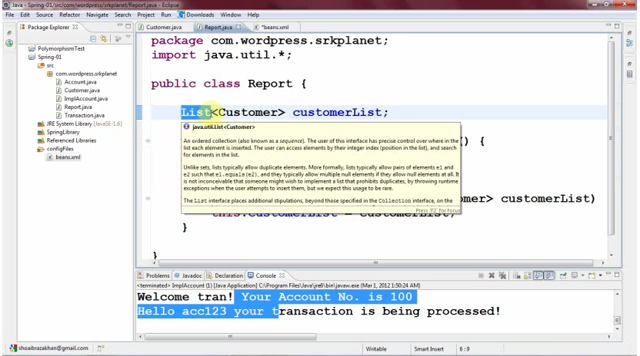 Java - Spring-01/src/com/wordpress/srkplanet/Report.java - Eclipse
File Edit Source Refactor Navigate Search Project Run Downloads Window Help
Package Explorer
Customer.java Report.java *beans.xml
PolymorphismTest
Spring-01
src
com.wordpress.srkplanet
Account.java
Customer.java
ImplAccount.java
Report.java
Transaction.java
JRE System Library [JavaSE-1.6]
SpringLibrary
Referenced Libraries
configFiles
beans.xml
package com.wordpress.srkplanet;
import java.util.*;
public class Report {
List<Customer> customerList;
java.util.List<Customer>
An ordered collection (also known as a sequence). The user of this interface has precise control over where in the
list each element is inserted. The user can access elements by their integer index (position in the list), and search
for elements in the list.
Unlike sets, lists typically allow duplicate elements. More formally, lists typically allow pairs of elements e1 and
e2 such that e1.equals(e2), and they typically allow multiple null elements if they allow null elements at all. It
is not inconceivable that someone might wish to implement a list that prohibits duplicates, by throwing runtime
exceptions when the user attempts to insert them, but we expect this usage to be rare.
The List interface places additional stipulations, beyond those specified in the Collection interface, on the
Press 'F2' for focus
() {
omer> customerList)
this.customerList = customerList;
}
}
Problems Javadoc Declaration Console
<terminated> ImplAccount (1) [Java Application] C:\Program Files\Java\jre6\bin\javaw.exe (Mar 1, 2012 1:50:24 AM)
Welcome tran! Your Account No. is 100
Hello acc123 your transaction is being processed!
shoaibrazakhan@gmail.com Writable Smart Insert 6 : 9